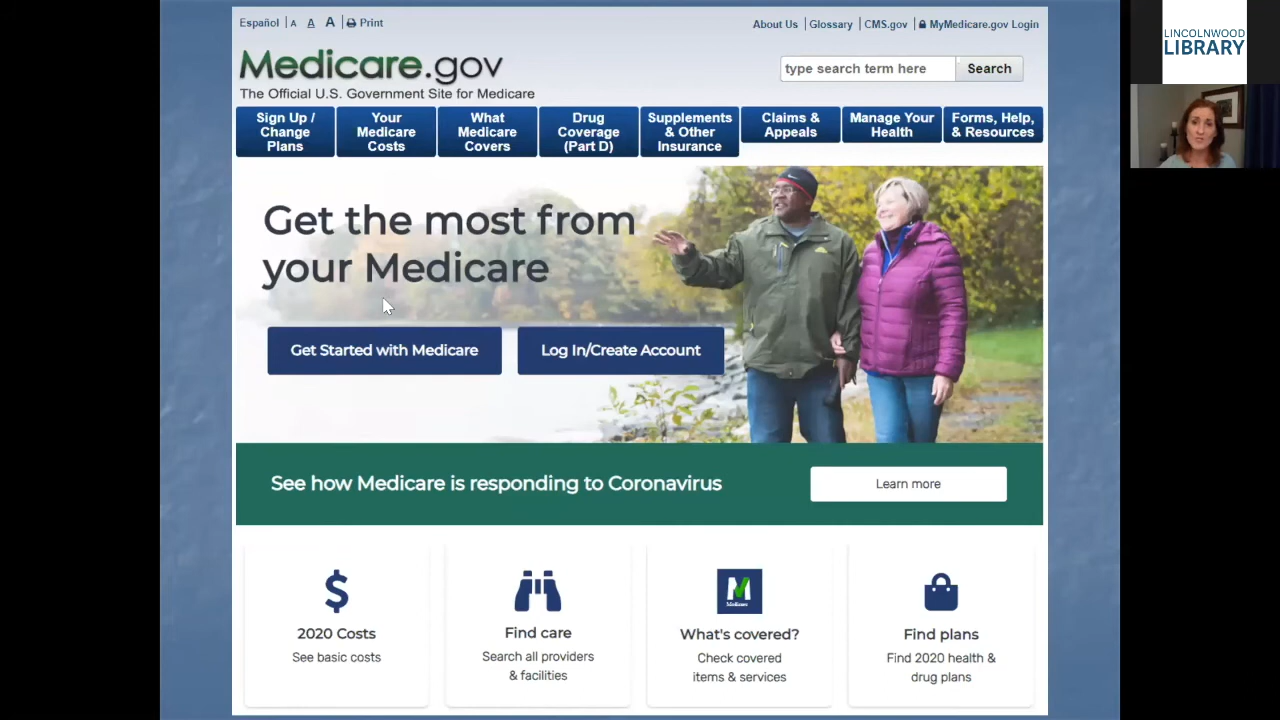 Español
A
A
A
Print
About Us
Glossary
CMS.gov
MyMedicare.gov Login
Medicare.gov
The Official U.S. Government Site for Medicare
type search term here
Search
Sign Up /
Change
Plans
Your
Medicare
Costs
What
Medicare
Covers
Drug
Coverage
(Part D)
Supplements
& Other
Insurance
Claims &
Appeals
Manage Your
Health
Forms, Help,
& Resources
Get the most from
your Medicare
Get Started with Medicare
Log In/Create Account
See how Medicare is responding to Coronavirus
Learn more
$
2020 Costs
See basic costs
Find care
Search all providers
& facilities
M
Medicare
What's covered?
Check covered
items & services
Find plans
Find 2020 health &
drug plans
LINCOLNWOOD
LIBRARY